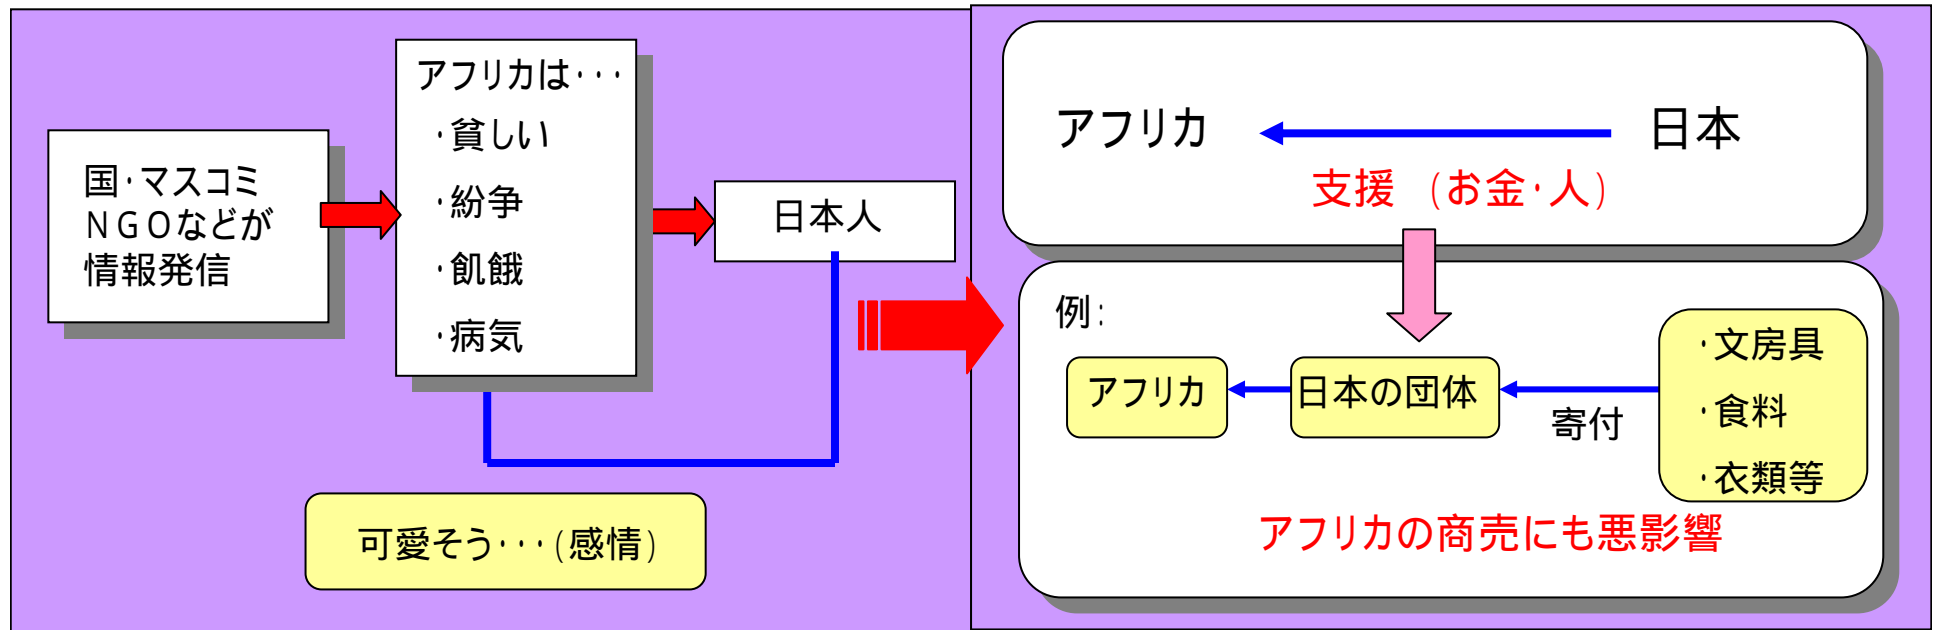 国・マスコミ
ＮＧＯなどが
情報発信
アフリカは・・・
・貧しい
・紛争
・飢餓
・病気
日本人
可愛そう・・・(感情)
アフリカ
日本
支援 (お金・人)
例:
アフリカ
日本の団体
寄付
・文房具
・食料
・衣類等
アフリカの商売にも悪影響